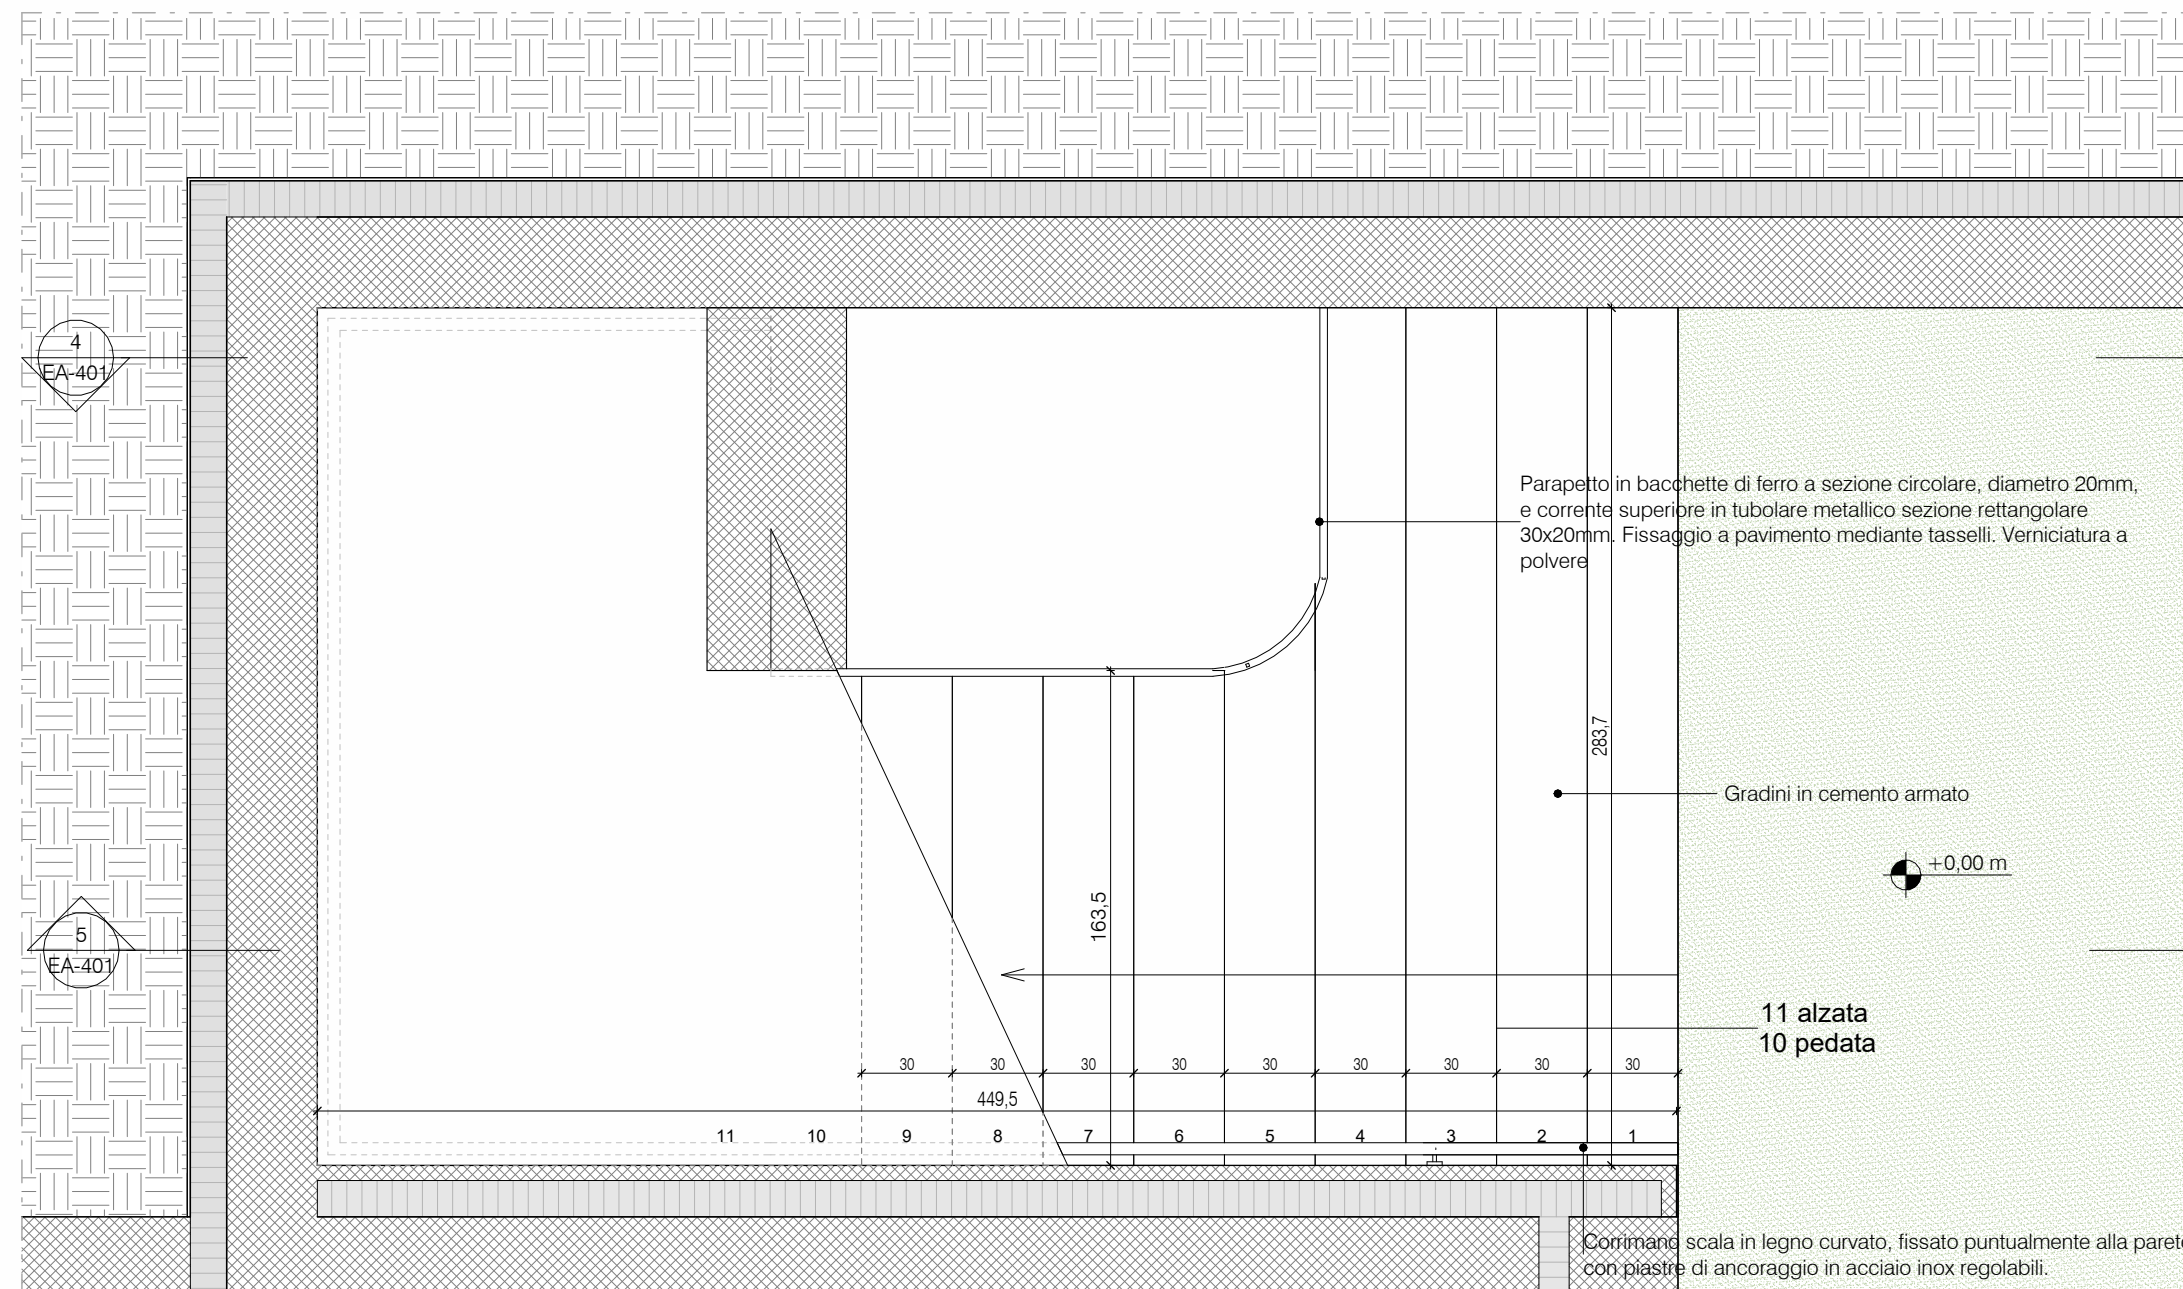 4
EA-401
Parapetto in bacchette di ferro a sezione circolare, diametro 20mm,
e corrente superiore in tubolare metallico sezione rettangolare
30x20mm. Fissaggio a pavimento mediante tasselli. Verniciatura a
polvere
283,7
Gradini in cemento armato
+0,00 m
163,5
5
EA-401
11 alzata
10 pedata
30 30 30 30 30 30 30 30 30
449,5
11 10 9 8 7 6 5 4 3 2 1
Corrimano scala in legno curvato, fissato puntualmente alla parete
con piastre di ancoraggio in acciaio inox regolabili.